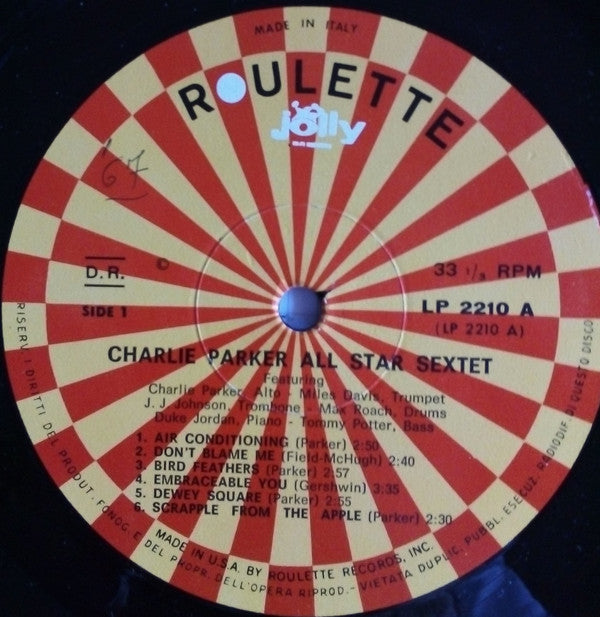 MADE IN ITALY
ROULETTE
jolly
'67
D.R.
©
33 1/3 RPM
SIDE 1
LP 2210 A
(LP 2210 A)
CHARLIE PARKER ALL STAR SEXTET
Featuring
Charlie Parker, Alto - Miles Davis, Trumpet
J. J. Johnson, Trombone - Max Roach, Drums
Duke Jordan, Piano - Tommy Potter, Bass
1. AIR CONDITIONING (Parker) 2:50
2. DON'T BLAME ME (Field-McHugh) 2:40
3. BIRD FEATHERS (Parker) 2:57
4. EMBRACEABLE YOU (Gershwin) 3:35
5. DEWEY SQUARE (Parker) 2:55
6. SCRAPPLE FROM THE APPLE (Parker) 2:30
MADE IN U.S.A. BY ROULETTE RECORDS, INC.
RISERV. I DIRITTI DEL PRODUT. FONOG. E DEL PROPR. DELL'OPERA RIPROD. - VIETATA DUPLIC. PUBBL. ESECUZ. RADIODIF. DI QUESTO DISCO